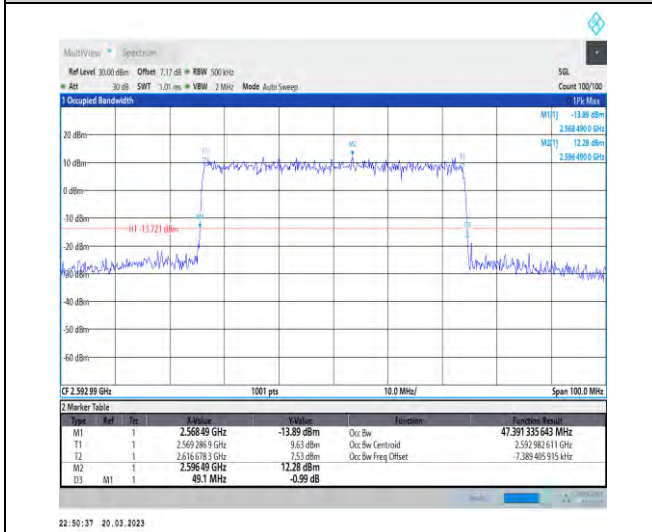 MultiView Spectrum
Ref Level 30.00 dBm Offset 7.17 dB RBW 500 kHz SGL
Att 30 dB SWT 1.01 ms VBW 2 MHz Mode Auto Sweep Count 100/100
1 Occupied Bandwidth 1Pk Max
M1[1] -13.89 dBm
2.568 490 0 GHz
M2[1] 12.28 dBm
2.596 490 0 GHz
20 dBm
M2
T1
T2
10 dBm
0 dBm
-10 dBm
M1
H1 -13.721 dBm
D3
-20 dBm
-30 dBm
-40 dBm
-50 dBm
-60 dBm
CF 2.592 99 GHz 1001 pts 10.0 MHz/ Span 100.0 MHz
2 Marker Table
Type Ref Trc X-Value Y-Value Function Function Result
M1 1 2.568 49 GHz -13.89 dBm Occ Bw 47.391 335 643 MHz
T1 1 2.569 286 9 GHz 9.63 dBm Occ Bw Centroid 2.592 982 611 GHz
T2 1 2.616 678 3 GHz 7.53 dBm Occ Bw Freq Offset -7.389 405 915 kHz
M2 1 2.596 49 GHz 12.28 dBm
D3 M1 1 49.1 MHz -0.99 dB
22:50:37 20.03.2023